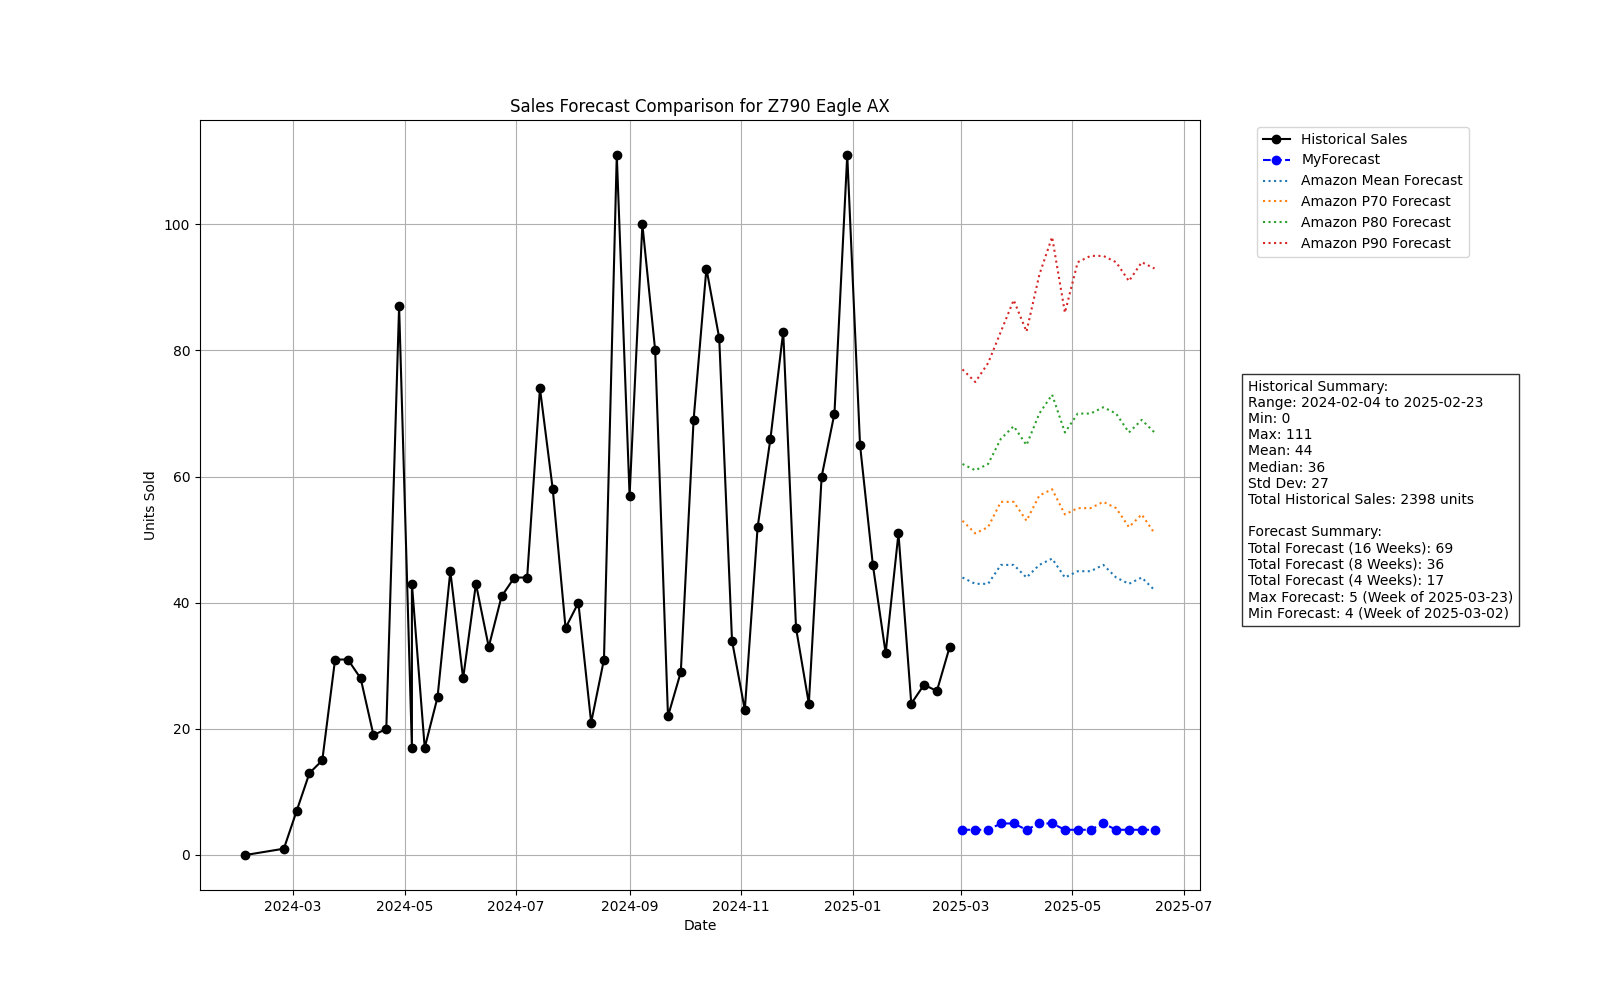 Sales Forecast Comparison for Z790 Eagle AX
Historical Sales
MyForecast
Amazon Mean Forecast
Amazon P70 Forecast
Amazon P80 Forecast
Amazon P90 Forecast
Historical Summary:
Range: 2024-02-04 to 2025-02-23
Min: 0
Max: 111
Mean: 44
Median: 36
Std Dev: 27
Total Historical Sales: 2398 units
Forecast Summary:
Total Forecast (16 Weeks): 69
Total Forecast (8 Weeks): 36
Total Forecast (4 Weeks): 17
Max Forecast: 5 (Week of 2025-03-23)
Min Forecast: 4 (Week of 2025-03-02)
Units Sold
100
80
60
40
20
0
2024-03 2024-05 2024-07 2024-09 2024-11 2025-01 2025-03 2025-05 2025-07
Date